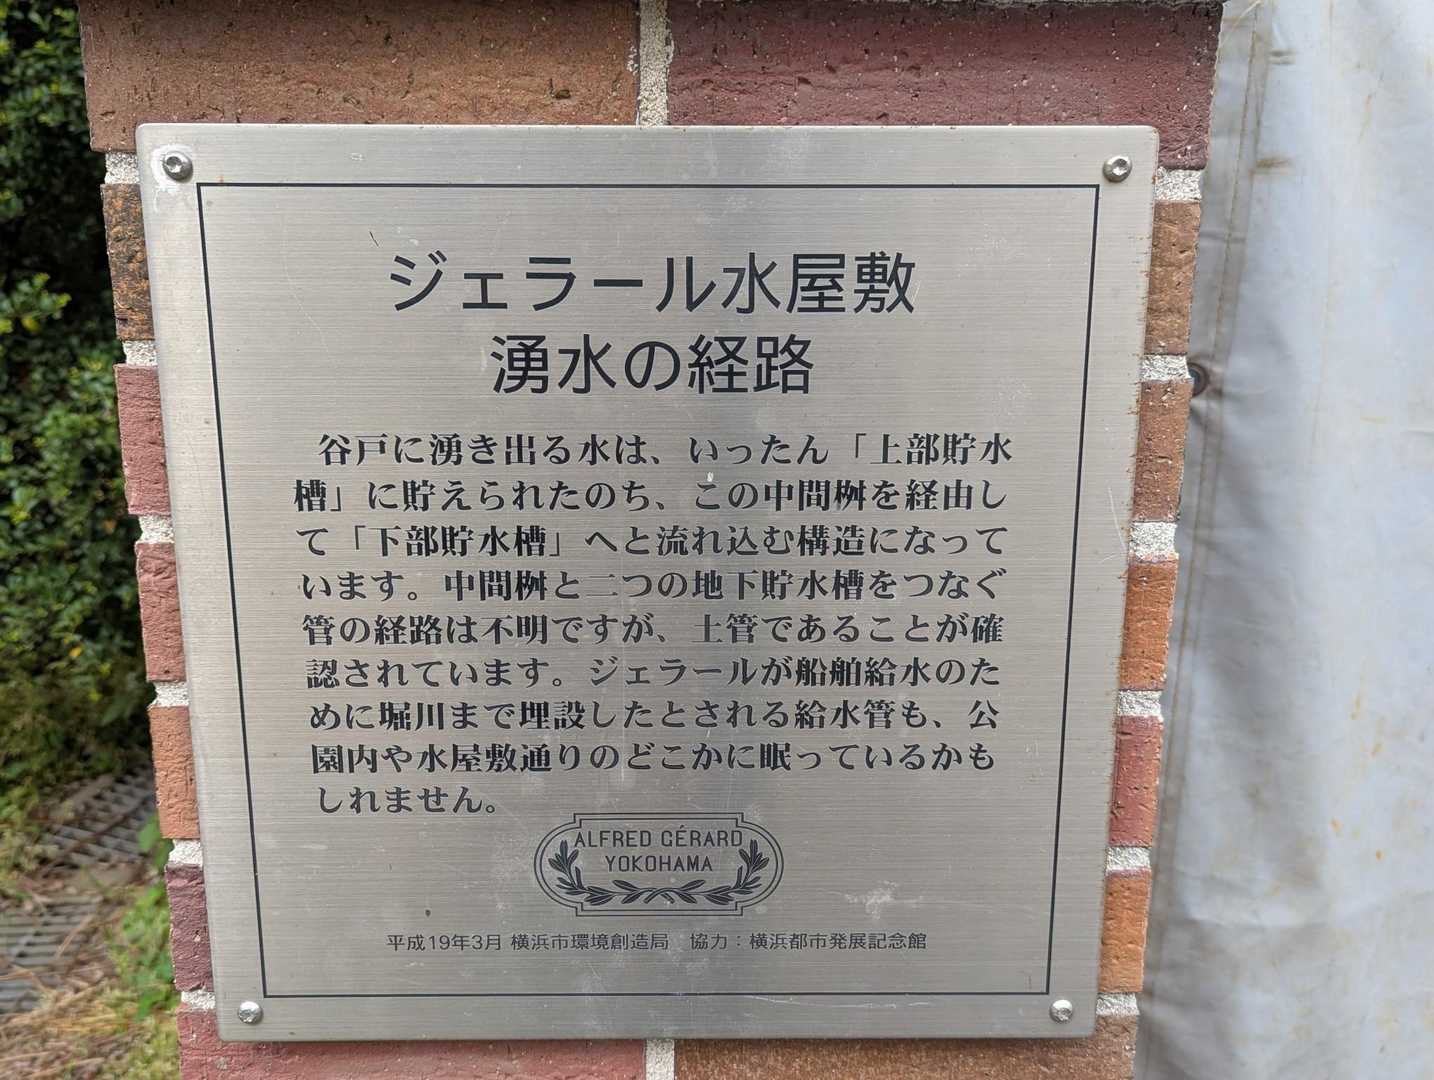 ジェラール水屋敷
湧水の経路
谷戸に湧き出る水は、いったん「上部貯水
槽」に貯えられたのち、この中間桝を経由し
て「下部貯水槽」へと流れ込む構造になって
います。中間桝と二つの地下貯水槽をつなぐ
管の経路は不明ですが、土管であることが確
認されています。ジェラールが船舶給水のた
めに堀川まで埋設したとされる給水管も、公
園内や水屋敷通りのどこかに眠っているかも
しれません。
ALFRED GÉRARD
YOKOHAMA
平成19年3月 横浜市環境創造局　協力：横浜都市発展記念館